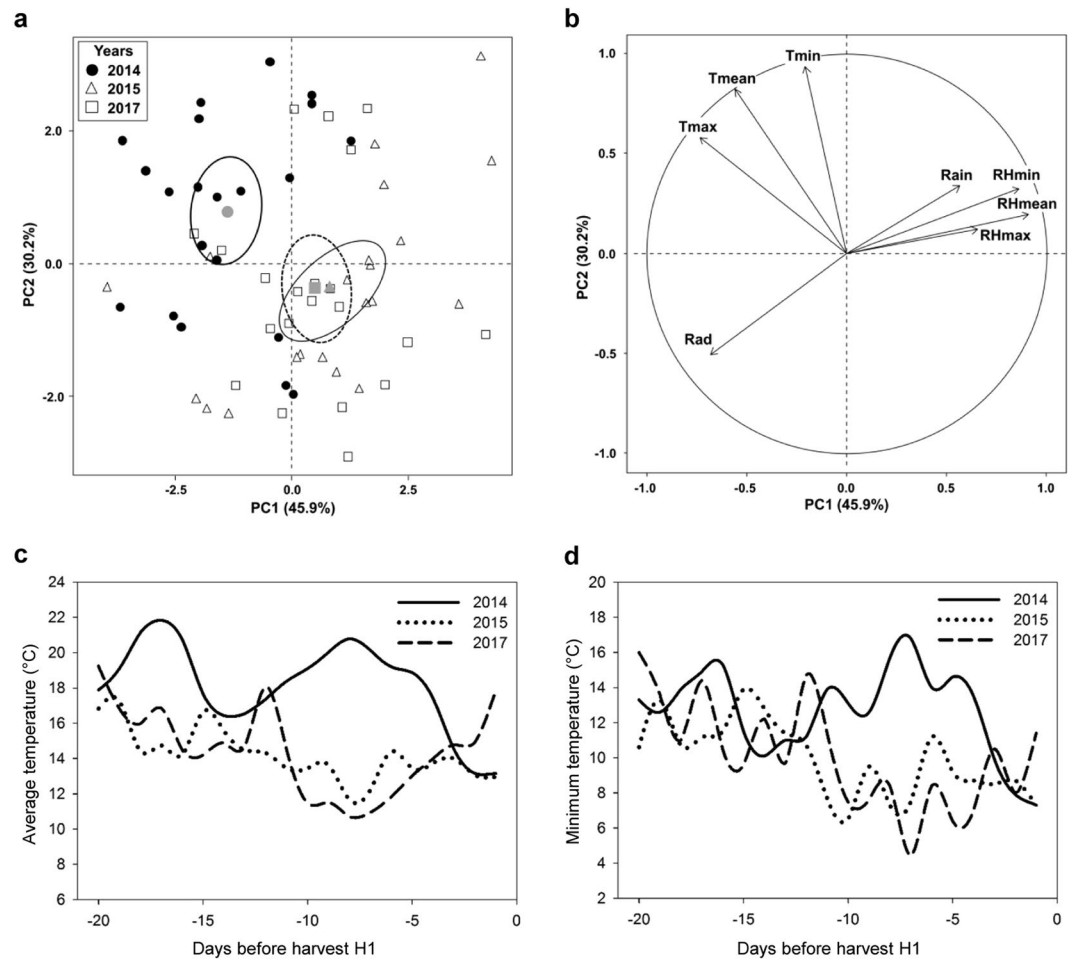 a
Years
2014
2015
2017
2.0
0.0
-2.0
PC2 (30.2%)
-2.5
0.0
2.5
PC1 (45.9%)
b
1.0
0.5
0.0
-0.5
-1.0
Tmin
Tmean
Tmax
Rain
RHmin
RHmean
RHmax
Rad
PC2 (30.2%)
-1.0
-0.5
0.0
0.5
1.0
PC1 (45.9%)
c
24
22
20
18
16
14
12
10
8
6
Average temperature (°C)
2014
2015
2017
-20
-15
-10
-5
0
Days before harvest H1
d
20
18
16
14
12
10
8
6
4
2
Minimum temperature (°C)
2014
2015
2017
-20
-15
-10
-5
0
Days before harvest H1